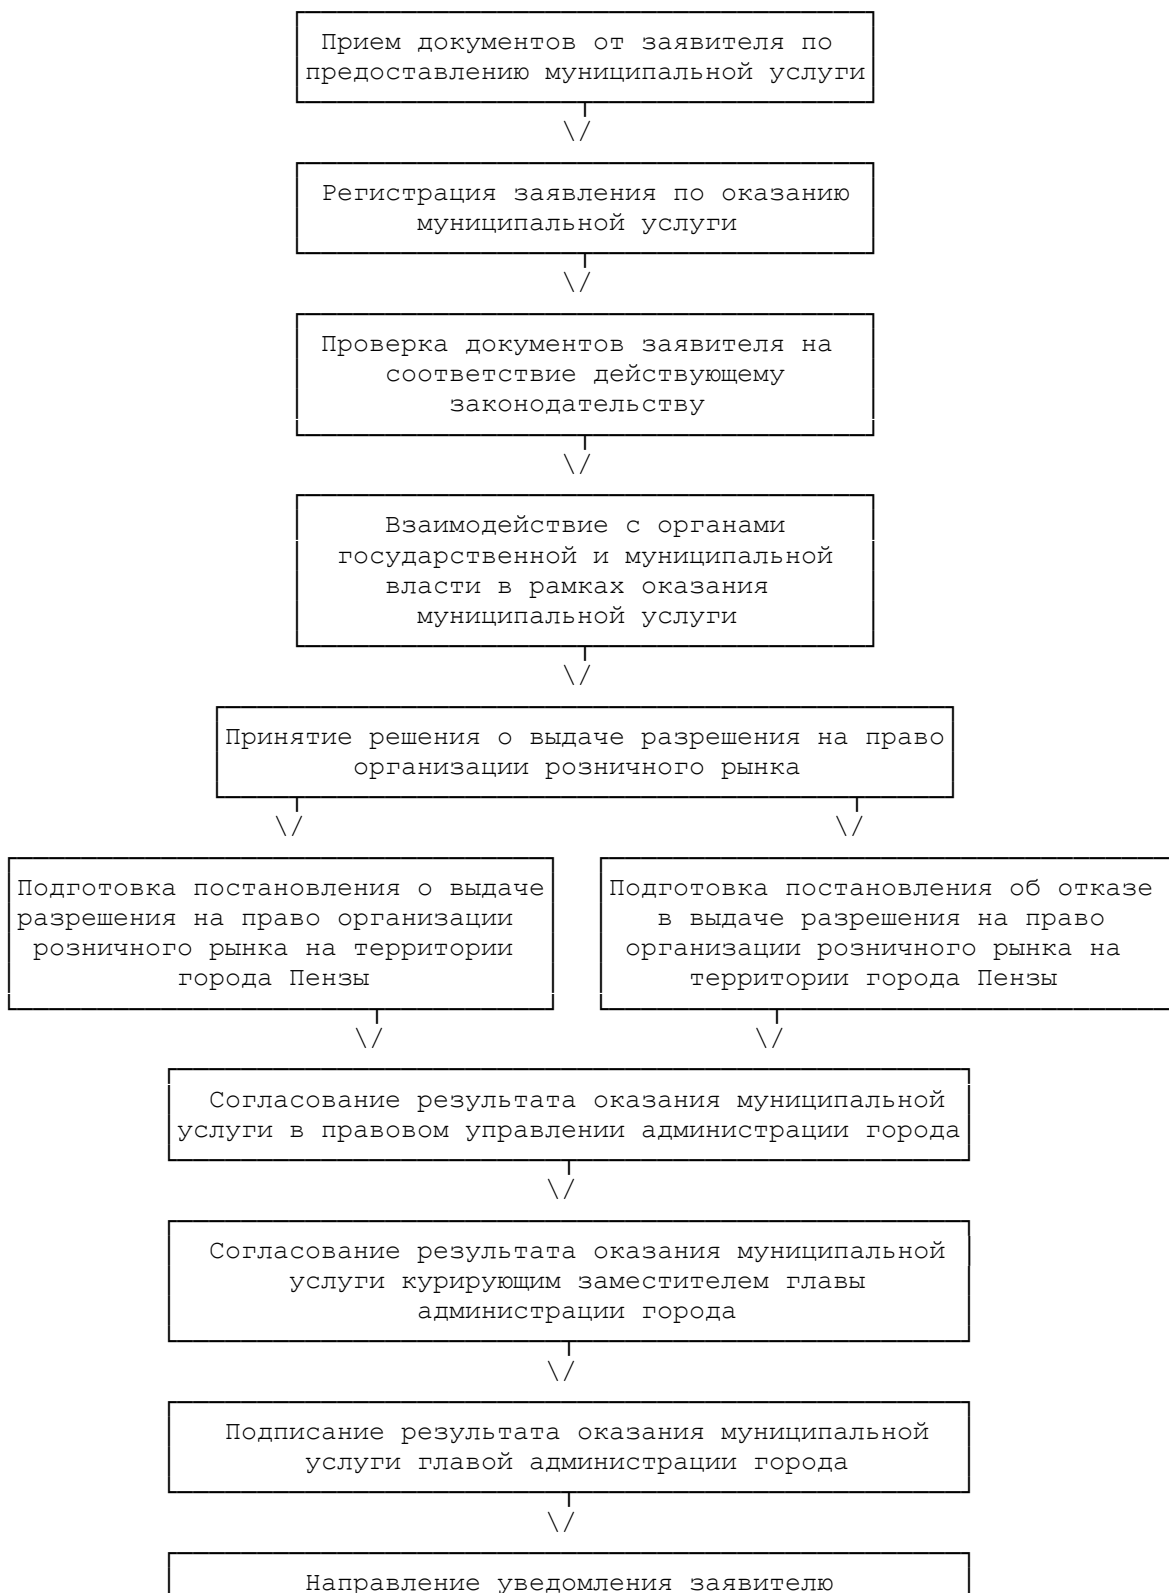 Прием документов от заявителя по
предоставлению муниципальной услуги
Регистрация заявления по оказанию
муниципальной услуги
Проверка документов заявителя на
соответствие действующему
законодательству
Взаимодействие с органами
государственной и муниципальной
власти в рамках оказания
муниципальной услуги
Принятие решения о выдаче разрешения на право
организации розничного рынка
Подготовка постановления о выдаче
разрешения на право организации
розничного рынка на территории
города Пензы
Подготовка постановления об отказе
в выдаче разрешения на право
организации розничного рынка на
территории города Пензы
Согласование результата оказания муниципальной
услуги в правовом управлении администрации города
Согласование результата оказания муниципальной
услуги курирующим заместителем главы
администрации города
Подписание результата оказания муниципальной
услуги главой администрации города
Направление уведомления заявителю